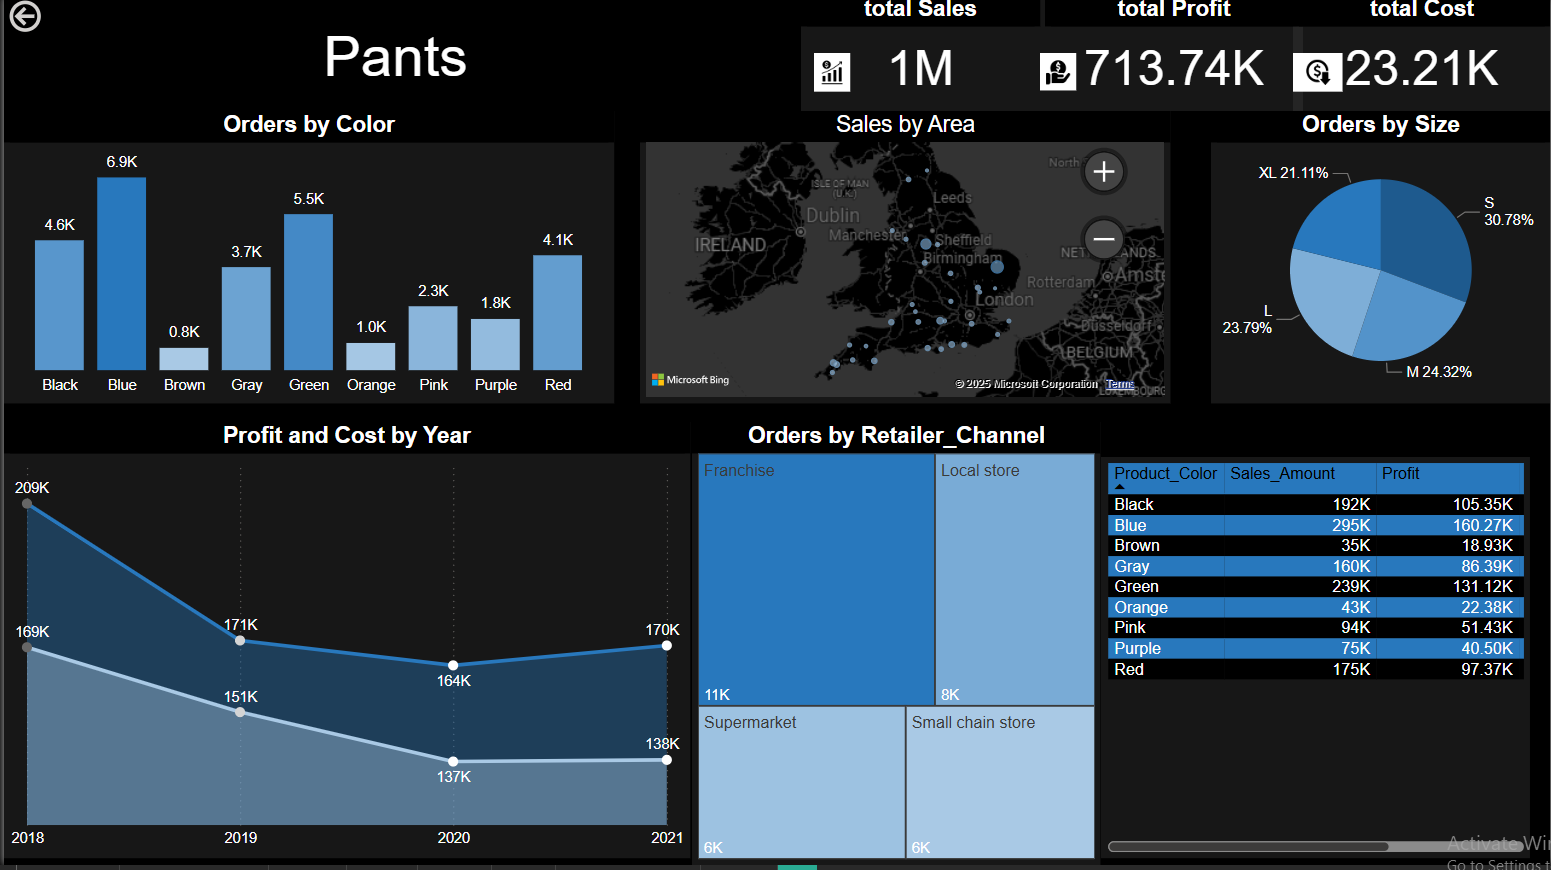 total Sales
total Profit
total Cost
Pants
1M
713.74K
23.21K
Orders by Color
6.9K
5.5K
4.6K
4.1K
3.7K
2.3K
1.8K
1.0K
0.8K
Black
Blue
Brown
Gray
Green
Orange
Pink
Purple
Red
Sales by Area
North
ISLE OF MAN
(U.K.)
Leeds
Dublin
Manchester
Sheffield
IRELAND
Birmingham
NET
ANDS
Rotterdam
Amste
London
Düsseldorf
BELGIUM
Microsoft Bing
© 2025 Microsoft Corporation
Terms
LUXEMBOURG
Orders by Size
XL 21.11%
S
30.78%
L
23.79%
M 24.32%
Profit and Cost by Year
209K
171K
164K
170K
169K
151K
137K
138K
2018
2019
2020
2021
Orders by Retailer_Channel
Franchise
11K
Local store
8K
Supermarket
6K
Small chain store
6K
Product_Color Sales_Amount Profit
Black 192K 105.35K
Blue 295K 160.27K
Brown 35K 18.93K
Gray 160K 86.39K
Green 239K 131.12K
Orange 43K 22.38K
Pink 94K 51.43K
Purple 75K 40.50K
Red 175K 97.37K
Activate Wi
Go to Settings t